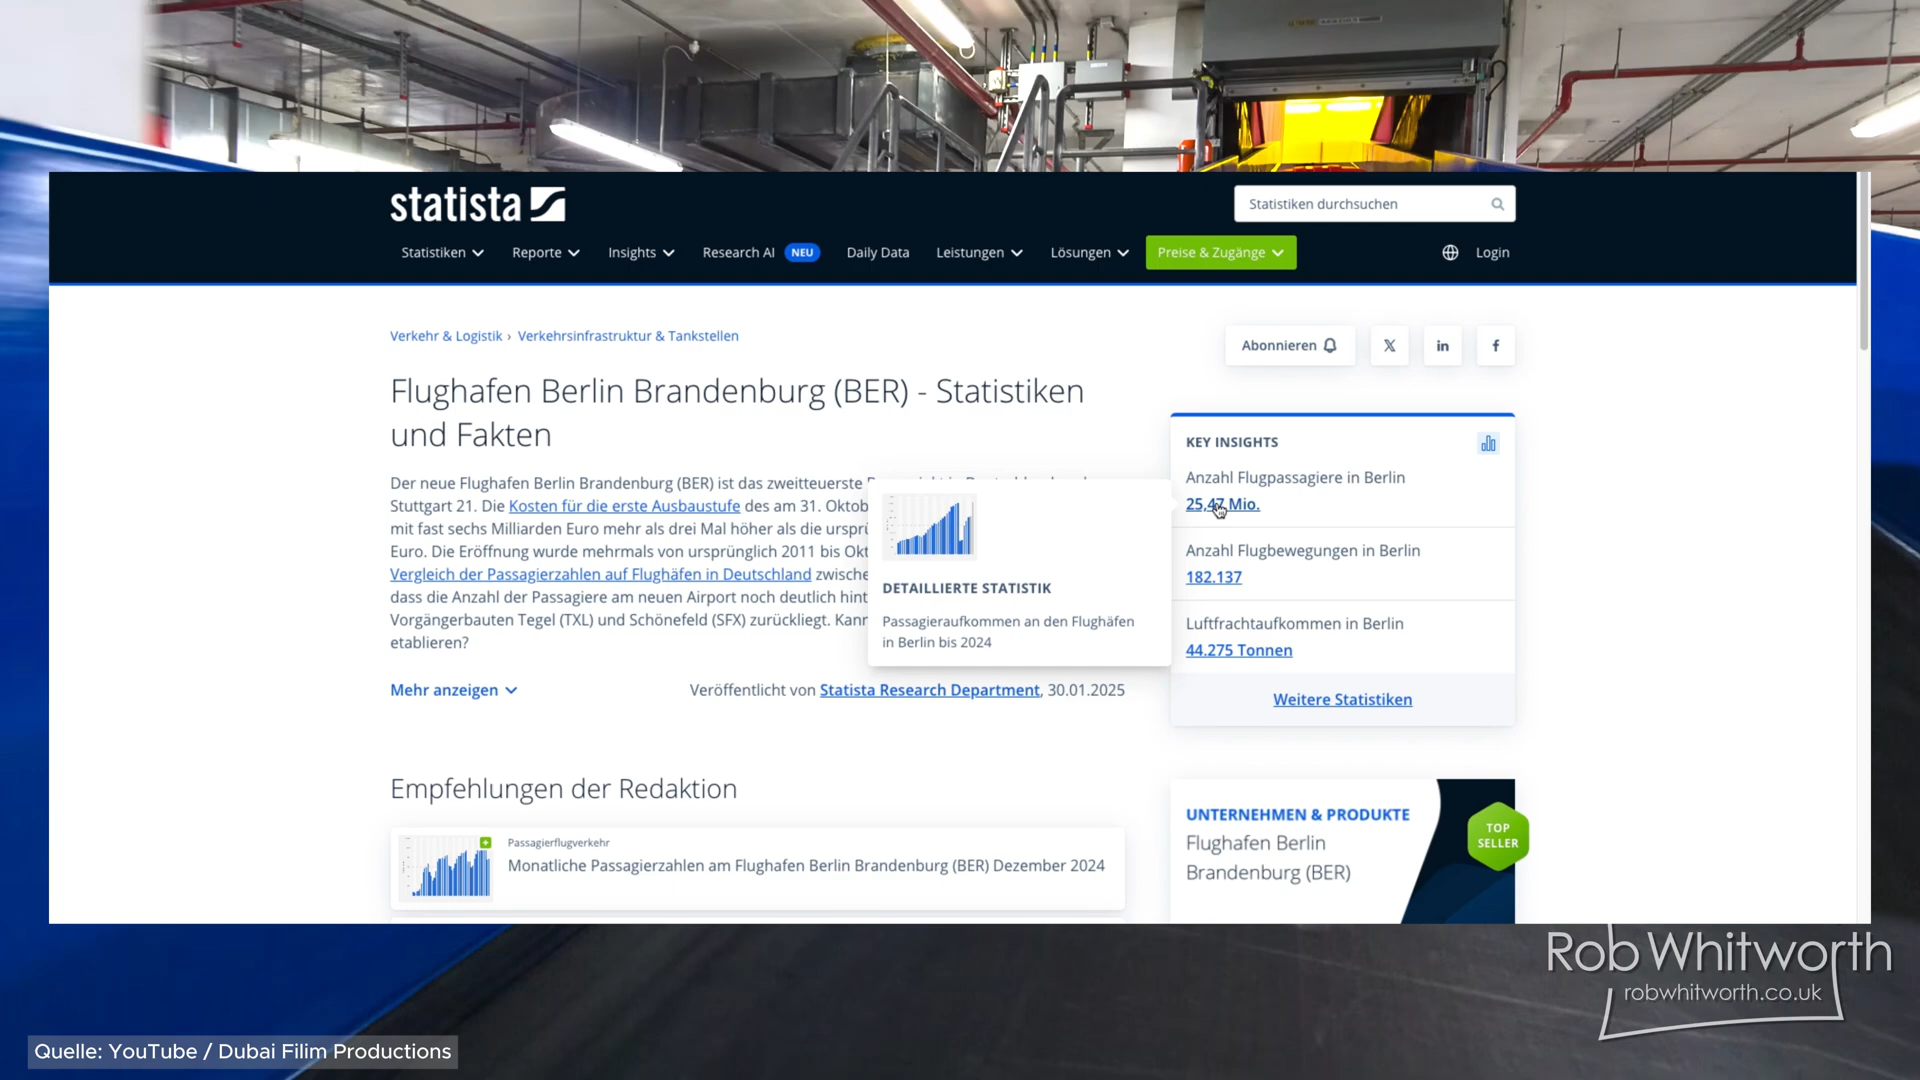 statista
Statistiken durchsuchen
Statistiken
Reporte
Insights
Research AI NEU
Daily Data
Leistungen
Lösungen
Preise & Zugänge
Login
Verkehr & Logistik › Verkehrsinfrastruktur & Tankstellen
Abonnieren
Flughafen Berlin Brandenburg (BER) - Statistiken
und Fakten
Der neue Flughafen Berlin Brandenburg (BER) ist das zweitteuerste
Stuttgart 21. Die Kosten für die erste Ausbaustufe des am 31. Oktob
mit fast sechs Milliarden Euro mehr als drei Mal höher als die urspr
Euro. Die Eröffnung wurde mehrmals von ursprünglich 2011 bis Okt
Vergleich der Passagierzahlen auf Flughäfen in Deutschland zwische
dass die Anzahl der Passagiere am neuen Airport noch deutlich hint
Vorgängerbauten Tegel (TXL) und Schönefeld (SFX) zurückliegt. Kann
etablieren?
Mehr anzeigen
Veröffentlicht von Statista Research Department, 30.01.2025
DETAILLIERTE STATISTIK
Passagieraufkommen an den Flughäfen
in Berlin bis 2024
KEY INSIGHTS
Anzahl Flugpassagiere in Berlin
25,47 Mio.
Anzahl Flugbewegungen in Berlin
182.137
Luftfrachtaufkommen in Berlin
44.275 Tonnen
Weitere Statistiken
Empfehlungen der Redaktion
Passagierflugverkehr
Monatliche Passagierzahlen am Flughafen Berlin Brandenburg (BER) Dezember 2024
UNTERNEHMEN & PRODUKTE
Flughafen Berlin
Brandenburg (BER)
TOP
SELLER
Rob Whitworth
robwhitworth.co.uk
Quelle: YouTube / Dubai Filim Productions